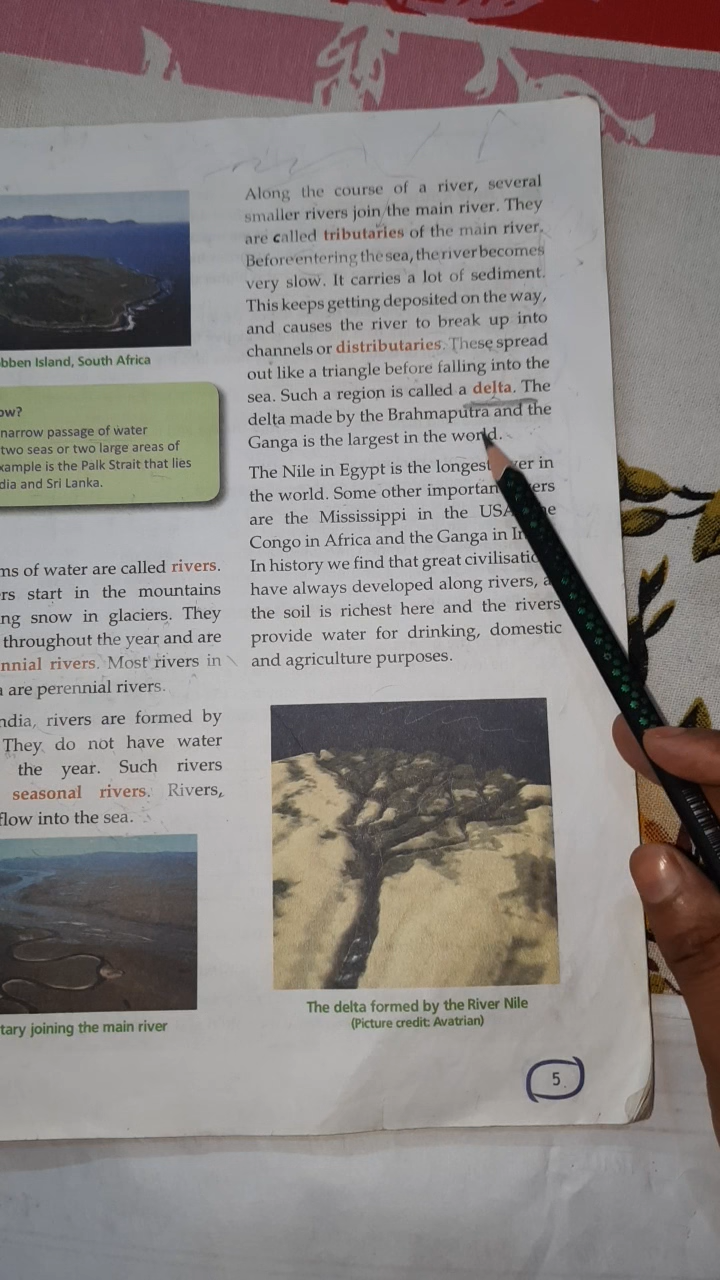 bben Island, South Africa
ow?
narrow passage of water
two seas or two large areas of
xample is the Palk Strait that lies
dia and Sri Lanka.
ms of water are called rivers.
rs start in the mountains
ng snow in glaciers. They
throughout the year and are
nnial rivers. Most rivers in
a are perennial rivers.
ndia, rivers are formed by
They do not have water
the year. Such rivers
seasonal rivers. Rivers,
flow into the sea.
tary joining the main river
Along the course of a river, several
smaller rivers join the main river. They
are called tributaries of the main river.
Before entering the sea, the river becomes
very slow. It carries a lot of sediment.
This keeps getting deposited on the way,
and causes the river to break up into
channels or distributaries. These spread
out like a triangle before falling into the
sea. Such a region is called a delta. The
delta made by the Brahmaputra and the
Ganga is the largest in the world.
The Nile in Egypt is the longest er in
the world. Some other importan ers
are the Mississippi in the USA e
Congo in Africa and the Ganga in In
In history we find that great civilisatio
have always developed along rivers, a
the soil is richest here and the rivers
provide water for drinking, domestic
and agriculture purposes.
The delta formed by the River Nile
(Picture credit: Avatrian)
5